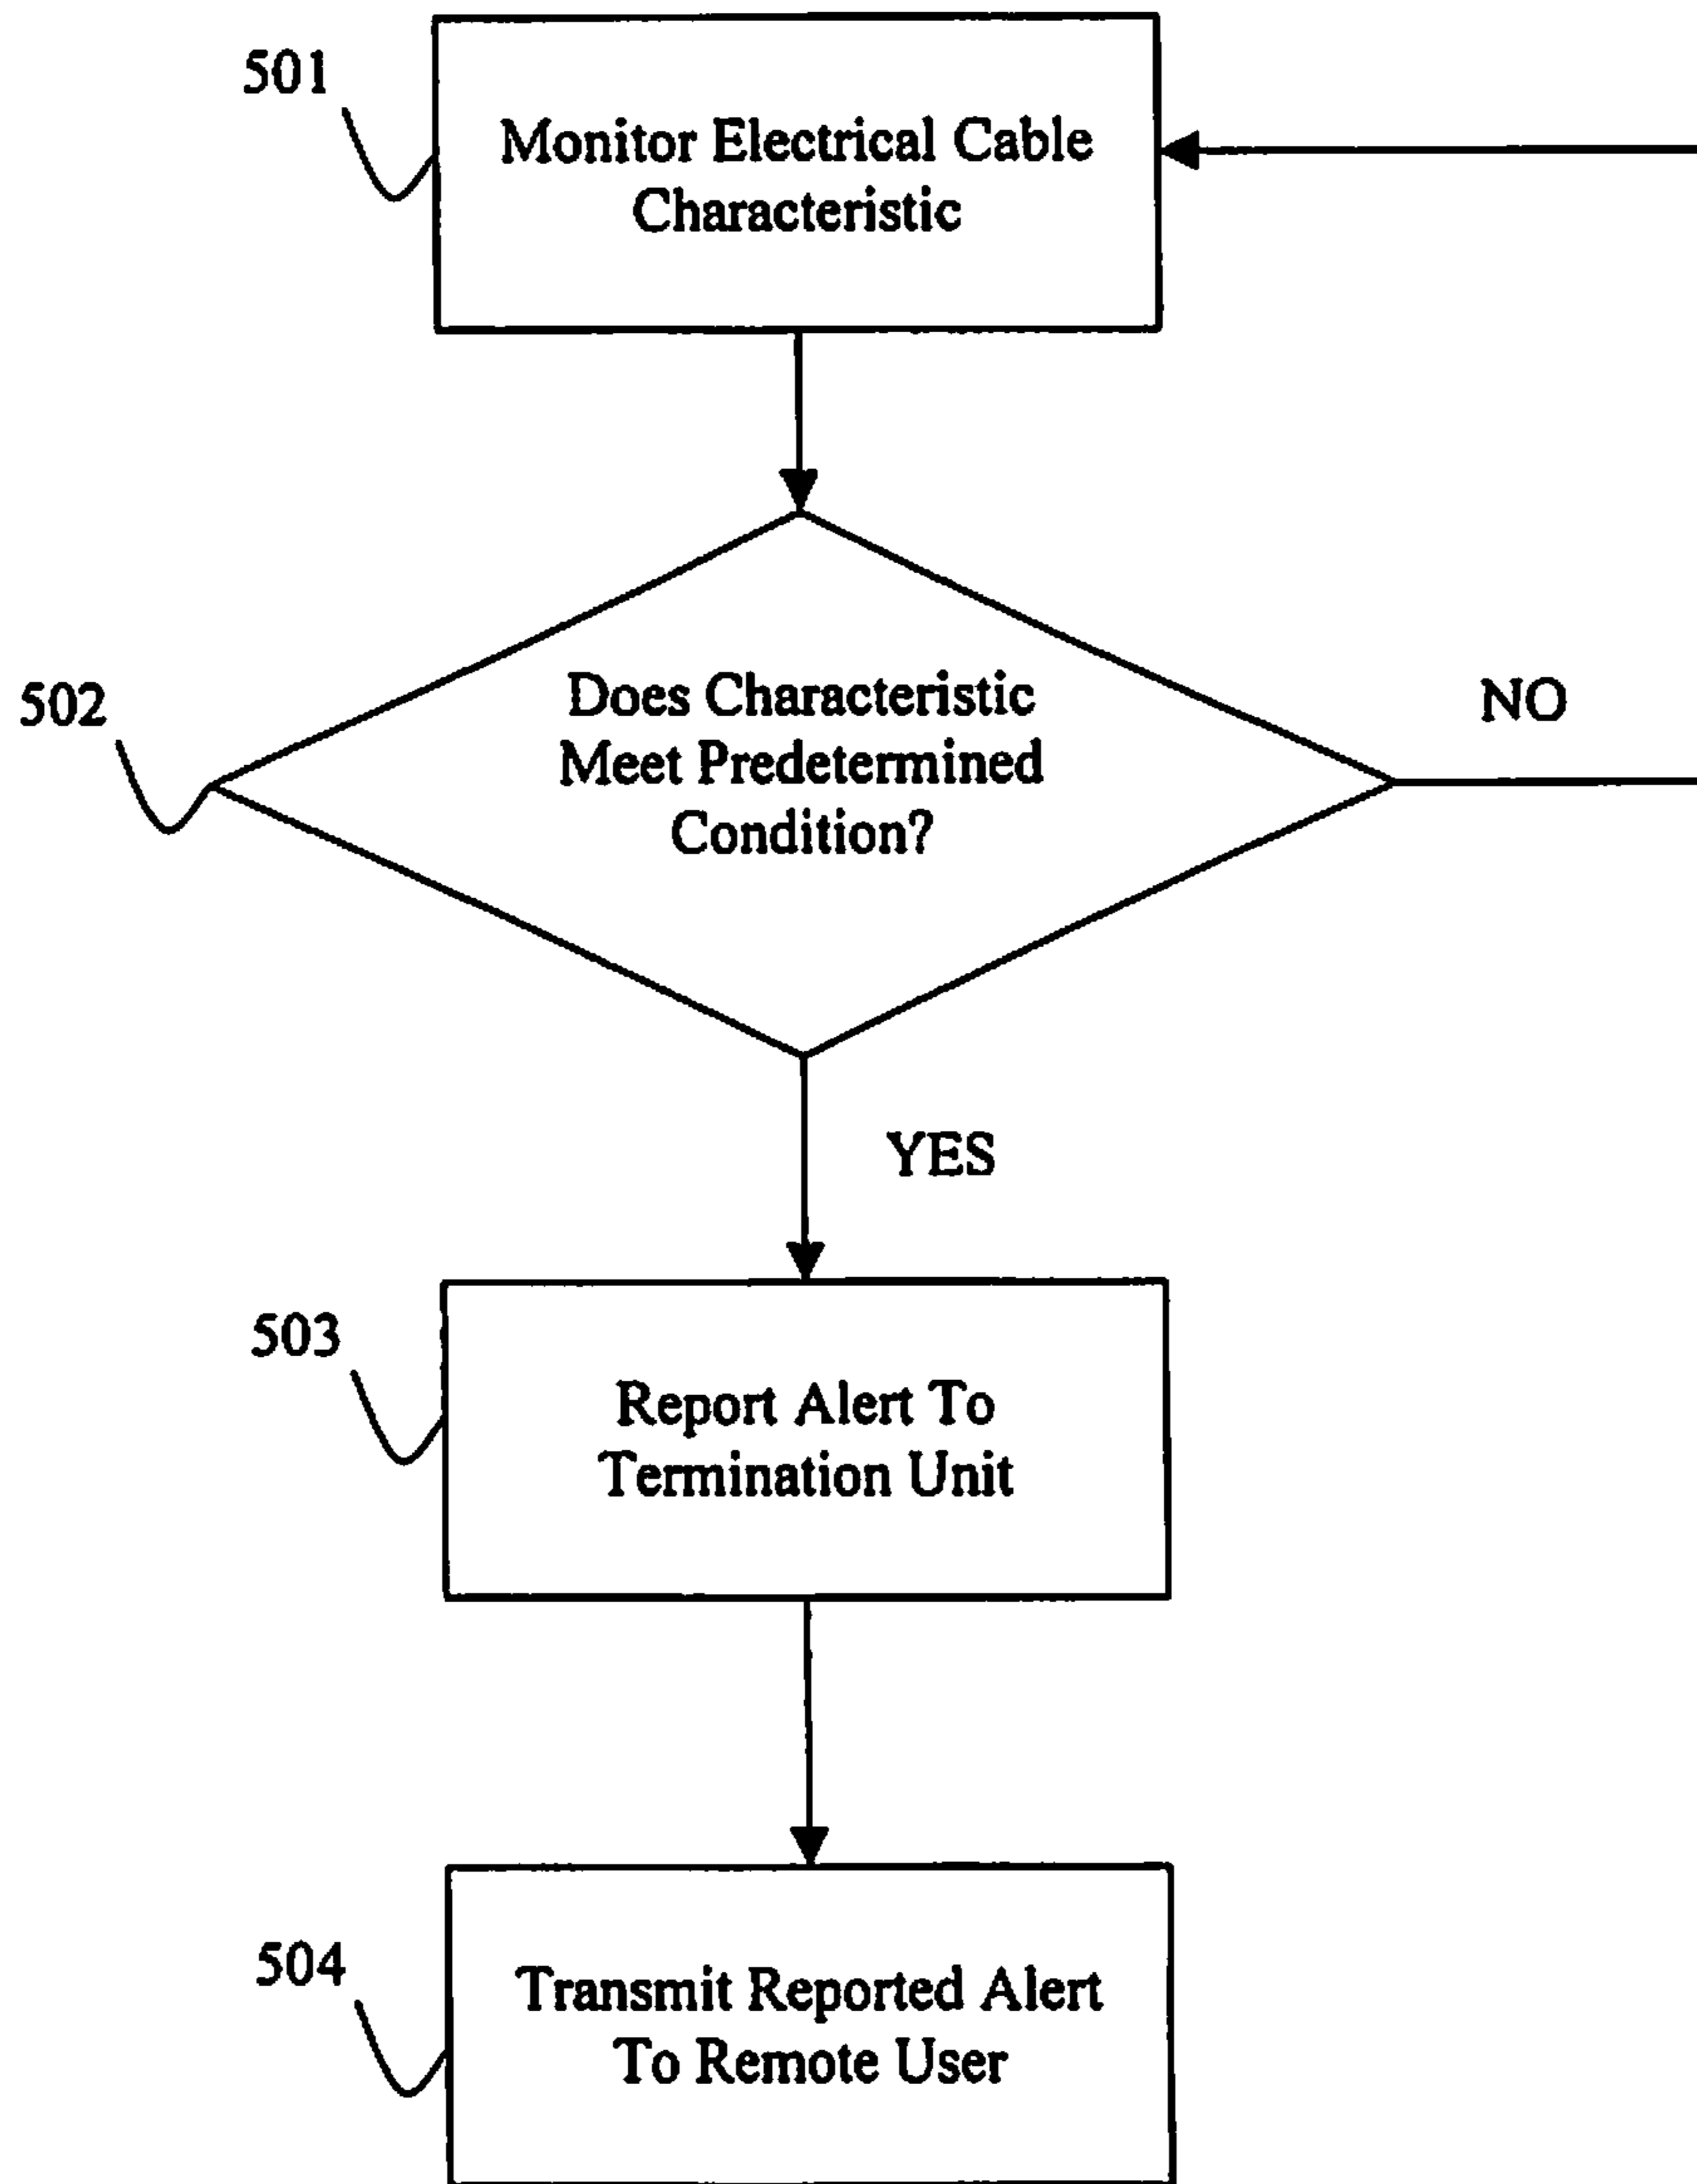 501
Monitor Electrical Cable
Characteristic
502
Does Characteristic
Meet Predetermined
Condition?
NO
YES
503
Report Alert To
Termination Unit
504
Transmit Reported Alert
To Remote User